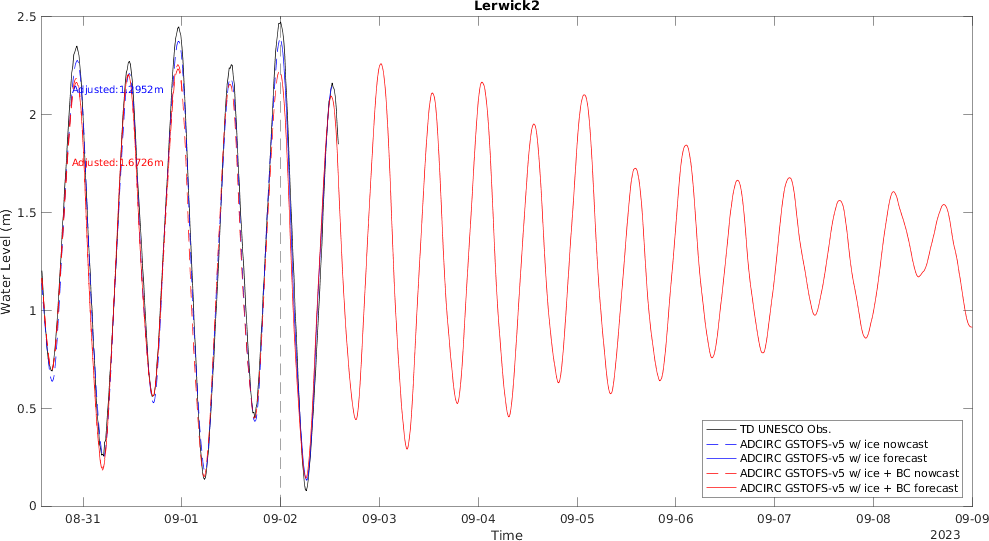 Lerwick2
2.5
2
1.5
1
0.5
0
Water Level (m)
Adjusted:1.2952m
Adjusted:1.6726m
TD UNESCO Obs.
ADCIRC GSTOFS-v5 w/ ice nowcast
ADCIRC GSTOFS-v5 w/ ice forecast
ADCIRC GSTOFS-v5 w/ ice + BC nowcast
ADCIRC GSTOFS-v5 w/ ice + BC forecast
08-31 09-01 09-02 09-03 09-04 09-05 09-06 09-07 09-08 09-09
Time
2023